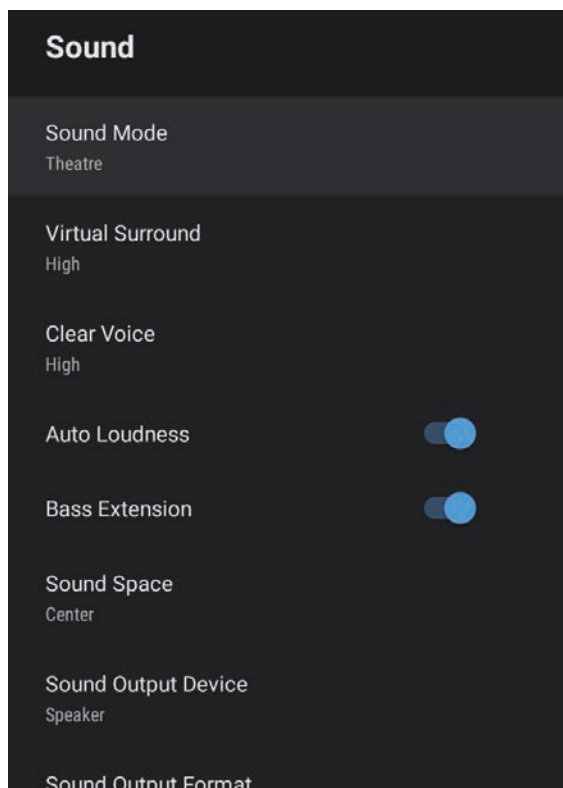 Sound
Sound Mode
Theatre
Virtual Surround
High
Clear Voice
High
Auto Loudness
Bass Extension
Sound Space
Center
Sound Output Device
Speaker
Sound Output Format